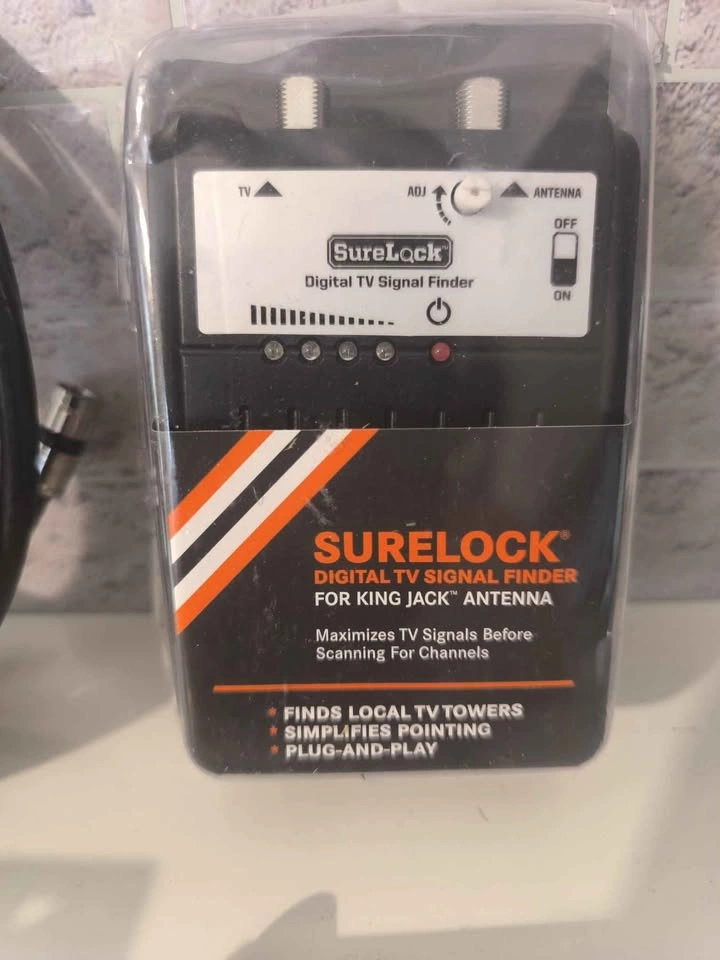 TV
ADJ
ANTENNA
OFF
SureLock™
Digital TV Signal Finder
ON
SURELOCK®
DIGITAL TV SIGNAL FINDER
FOR KING JACK™ ANTENNA
Maximizes TV Signals Before
Scanning For Channels
* FINDS LOCAL TV TOWERS
* SIMPLIFIES POINTING
* PLUG-AND-PLAY